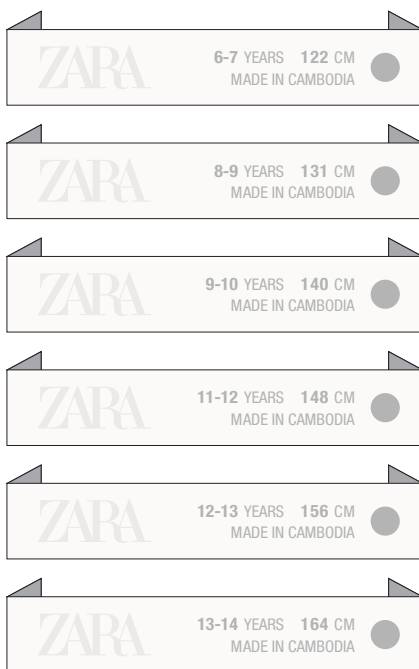 ZARA
6-7 YEARS 122 CM
MADE IN CAMBODIA
ZARA
8-9 YEARS 131 CM
MADE IN CAMBODIA
ZARA
9-10 YEARS 140 CM
MADE IN CAMBODIA
ZARA
11-12 YEARS 148 CM
MADE IN CAMBODIA
ZARA
12-13 YEARS 156 CM
MADE IN CAMBODIA
ZARA
13-14 YEARS 164 CM
MADE IN CAMBODIA